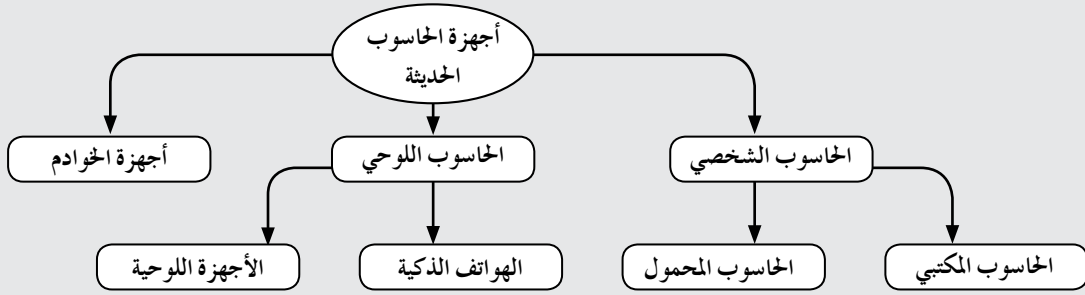 أجهزة الحاسوب
الحديثة
الحاسوب الشخصي
الحاسوب اللوحي
أجهزة الخوادم
الحاسوب المكتبي
الحاسوب المحمول
الهواتف الذكية
الأجهزة اللوحية